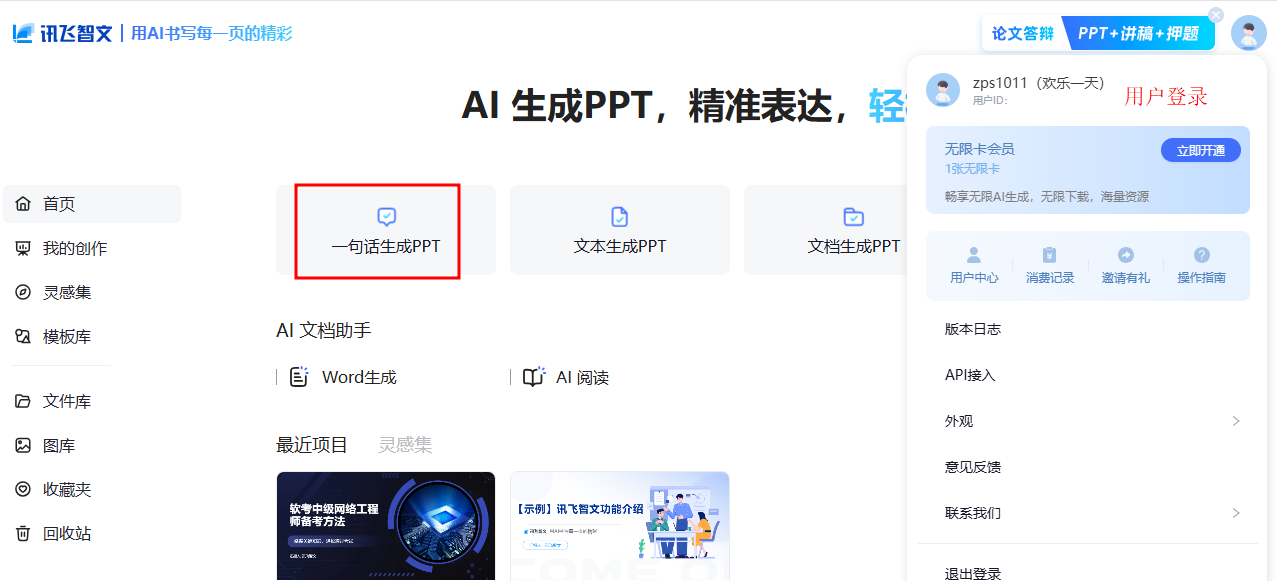 讯飞智文 用AI书写每一页的精彩
论文答辩 PPT+讲稿+押题
AI 生成PPT，精准表达，轻
zps1011（欢乐一天）
用户ID:
用户登录
无限卡会员
立即开通
1张无限卡
畅享无限AI生成，无限下载，海量资源
用户中心 消费记录 邀请有礼 操作指南
版本日志
API接入
外观
意见反馈
联系我们
退出登录
首页
我的创作
灵感集
模板库
文件库
图库
收藏夹
回收站
一句话生成PPT
文本生成PPT
文档生成PPT
AI 文档助手
Word生成
AI 阅读
最近项目 灵感集
软考中级网络工程
师备考方法
【示例】讯飞智文功能介绍